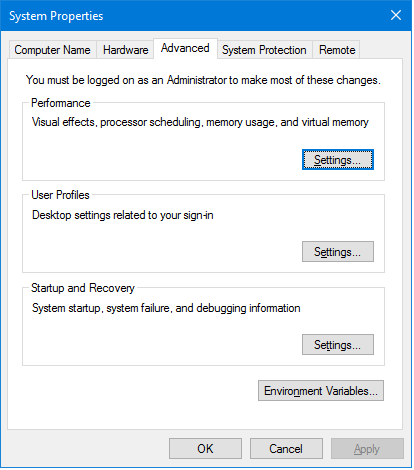 System Properties
Computer Name Hardware Advanced System Protection Remote
You must be logged on as an Administrator to make most of these changes.
Performance
Visual effects, processor scheduling, memory usage, and virtual memory
Settings...
User Profiles
Desktop settings related to your sign-in
Settings...
Startup and Recovery
System startup, system failure, and debugging information
Settings...
Environment Variables...
OK Cancel Apply